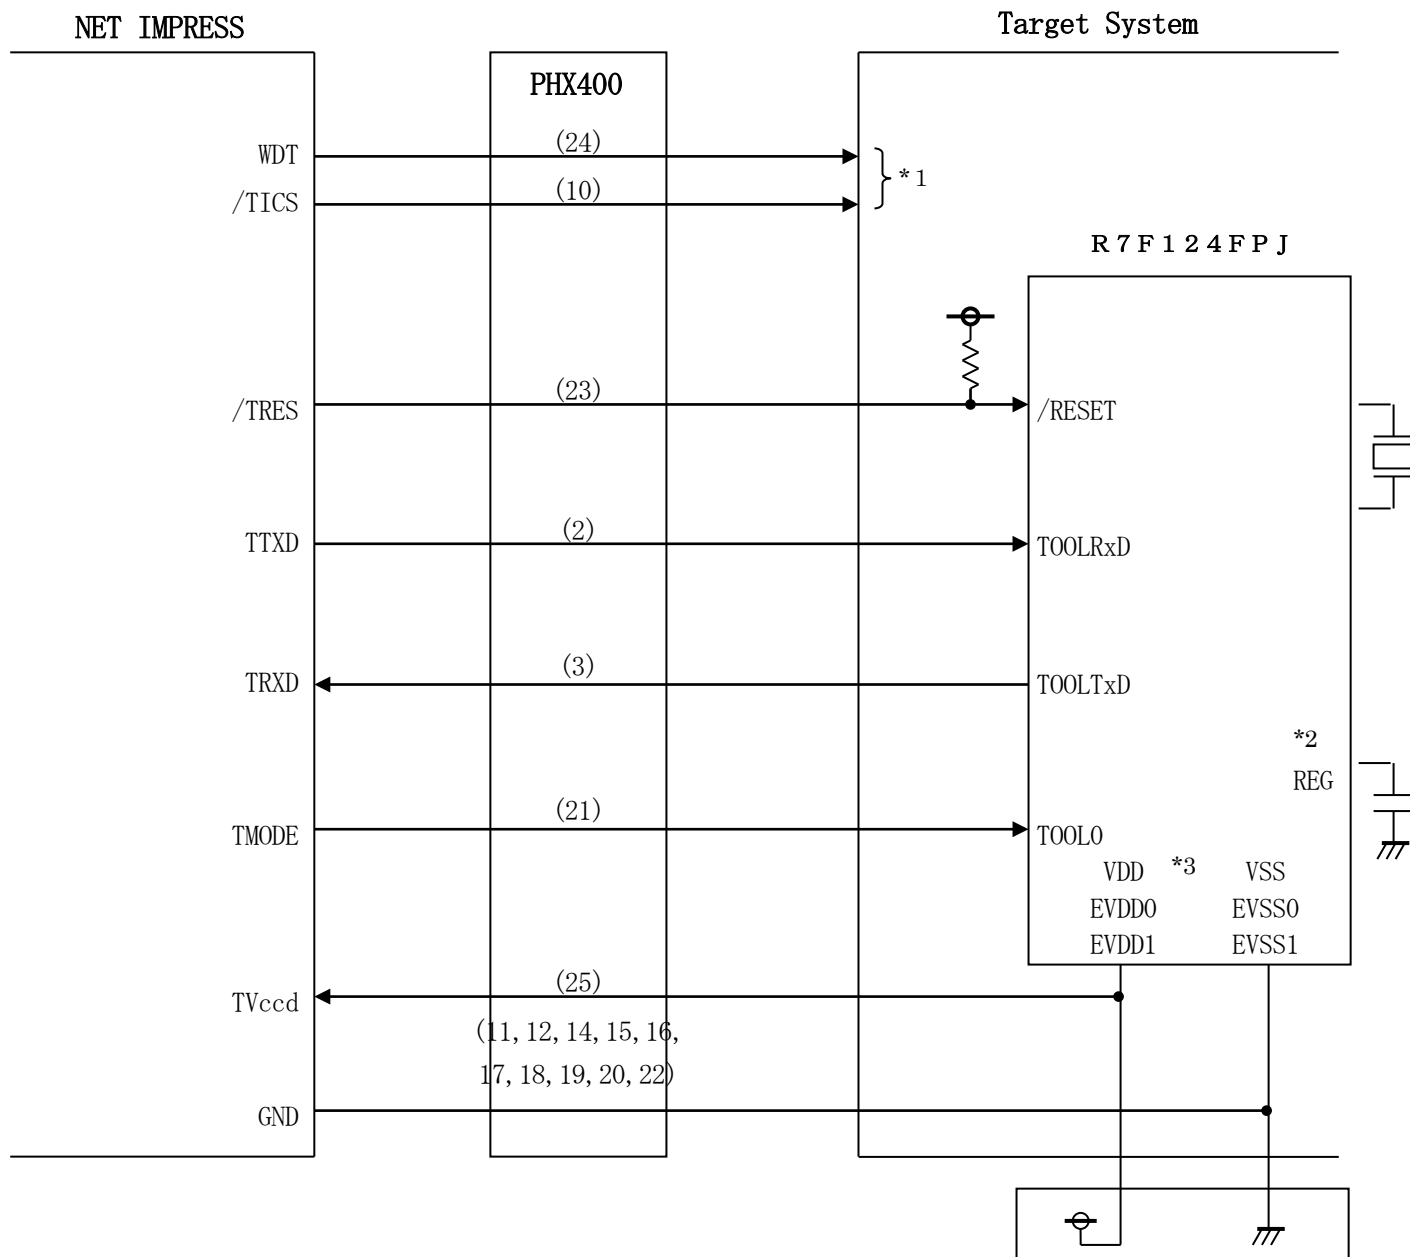 NET IMPRESS
Target System
PHX400
WDT
(24)
*1
/TICS
(10)
Ｒ７Ｆ１２４ＦＰＪ
/TRES
(23)
/RESET
TTXD
(2)
TOOLRxD
TRXD
(3)
TOOLTxD
*2
REG
TMODE
(21)
TOOL0
VDD *3 VSS
EVDD0 EVSS0
EVDD1 EVSS1
TVccd
(25)
(11,12,14,15,16,
17,18,19,20,22)
GND